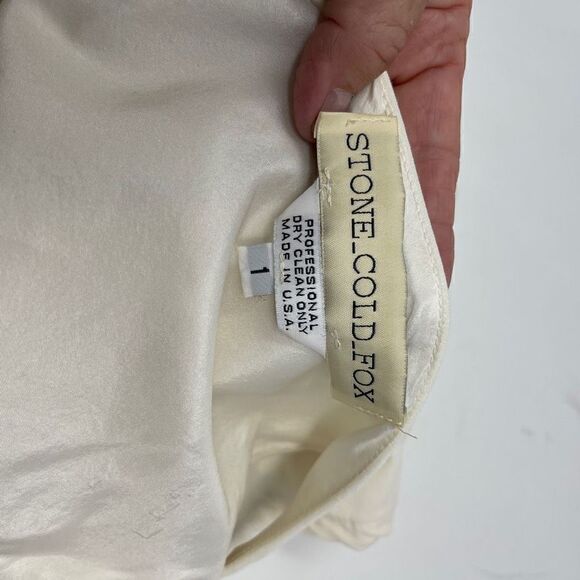 STONE_COLD_FOX
PROFESSIONAL
DRY CLEAN ONLY
MADE IN U.S.A.
1